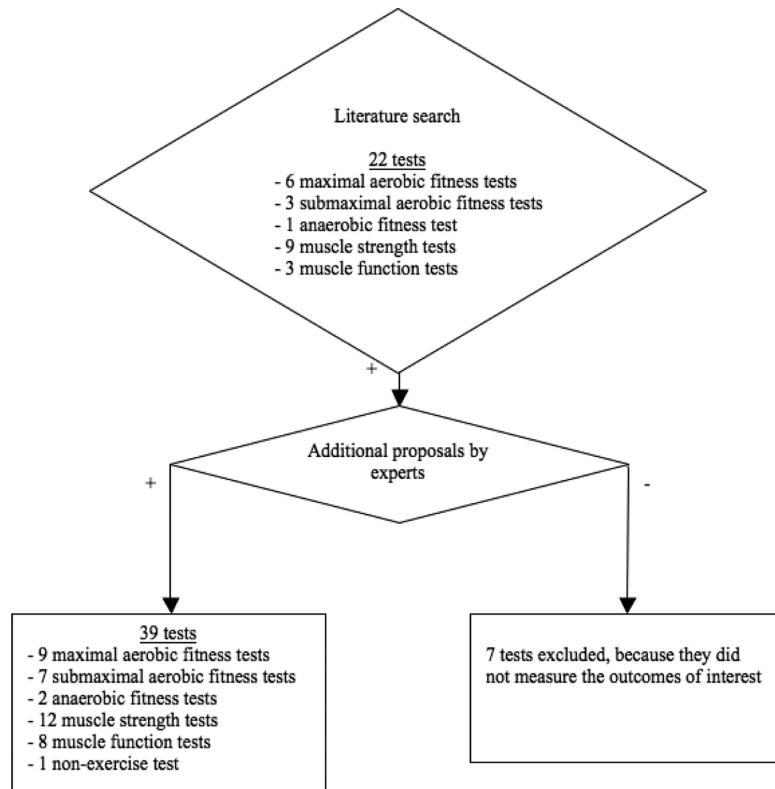 Literature search
22 tests
- 6 maximal aerobic fitness tests
- 3 submaximal aerobic fitness tests
- 1 anaerobic fitness test
- 9 muscle strength tests
- 3 muscle function tests
+
Additional proposals by
experts
+
-
39 tests
- 9 maximal aerobic fitness tests
- 7 submaximal aerobic fitness tests
- 2 anaerobic fitness tests
- 12 muscle strength tests
- 8 muscle function tests
- 1 non-exercise test
7 tests excluded, because they did
not measure the outcomes of interest